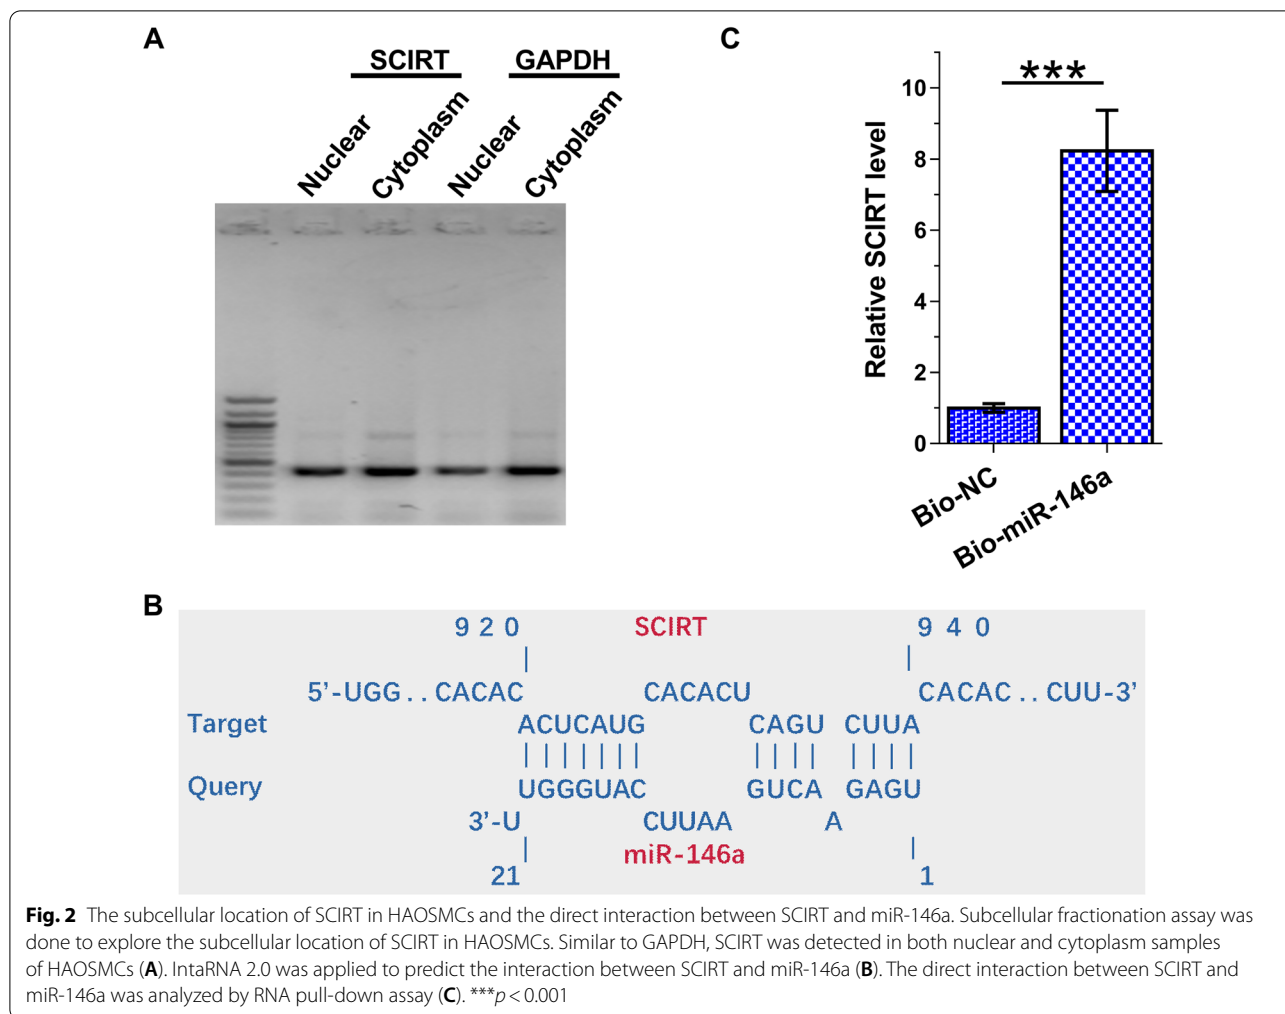 A
SCIRT GAPDH
Nuclear Cytoplasm Nuclear Cytoplasm
C
***
Relative SCIRT level
10
8
6
4
2
0
Bio-NC Bio-miR-146a
B
920 SCIRT 940
5’-UGG..CACAC CACACU CACAC..CUU-3’
Target ACUCAUG CAGU CUUA
Query UGGGUAC GUCA GAGU
3’-U CUUAA A
miR-146a
21 1
Fig. 2 The subcellular location of SCIRT in HAOSMCs and the direct interaction between SCIRT and miR-146a. Subcellular fractionation assay was
done to explore the subcellular location of SCIRT in HAOSMCs. Similar to GAPDH, SCIRT was detected in both nuclear and cytoplasm samples
of HAOSMCs (A). IntaRNA 2.0 was applied to predict the interaction between SCIRT and miR-146a (B). The direct interaction between SCIRT and
miR-146a was analyzed by RNA pull-down assay (C). ***p < 0.001